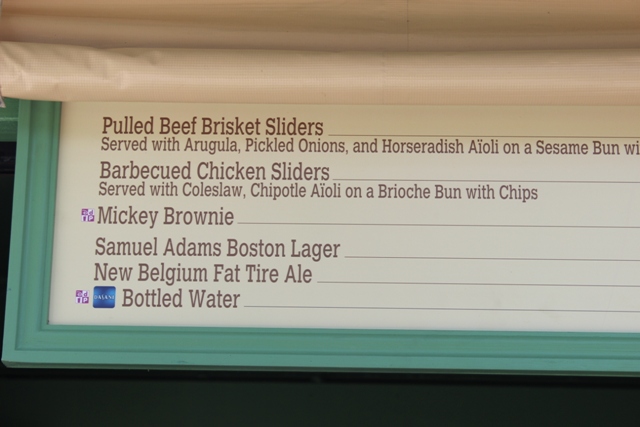 Pulled Beef Brisket Sliders
Served with Arugula, Pickled Onions, and Horseradish Aïoli on a Sesame Bun wi
Barbecued Chicken Sliders
Served with Coleslaw, Chipotle Aïoli on a Brioche Bun with Chips
Mickey Brownie
Samuel Adams Boston Lager
New Belgium Fat Tire Ale
DASANI Bottled Water